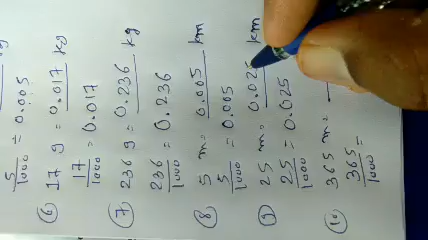 5/1000 = 0.005
⑥ 17 g = 0.017 kg
17/1000 = 0.017
⑦ 236 g = 0.236 kg
236/1000 = 0.236
⑧ 5 m = 0.005 km
5/1000 = 0.005
⑨ 25 m = 0.025 km
25/1000 = 0.025
⑩ 365 m =
365/1000 =